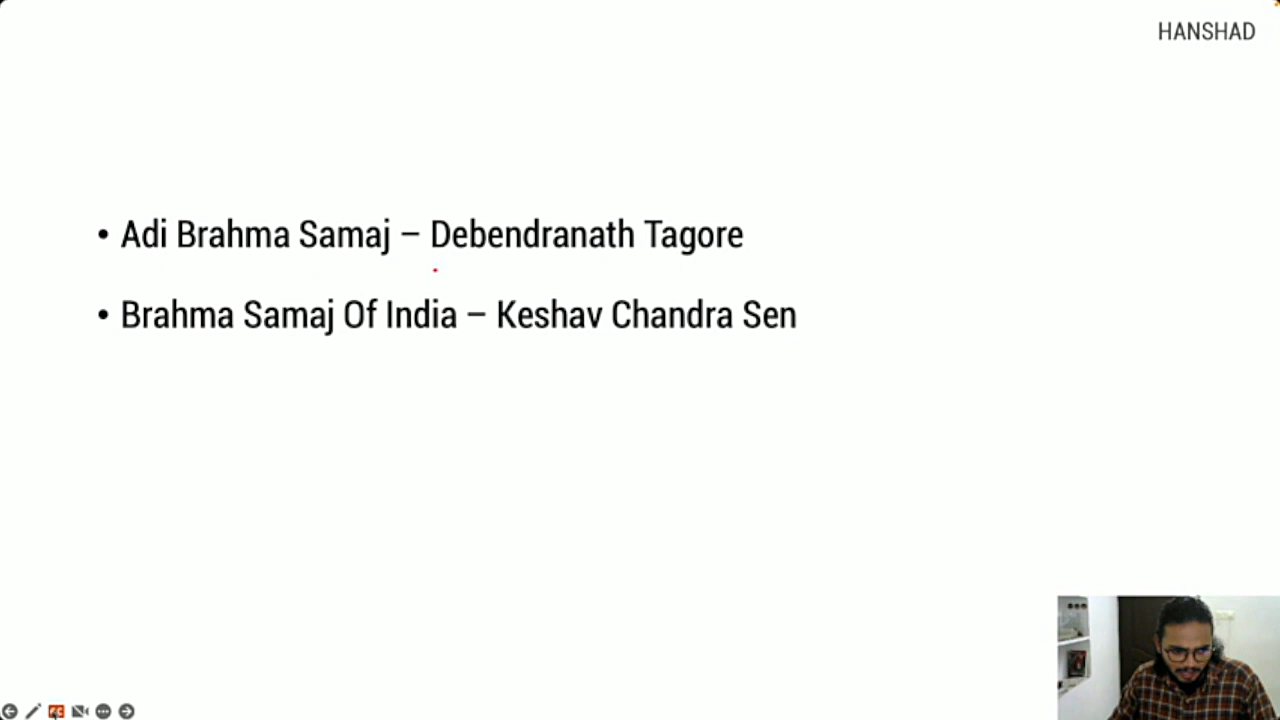 HANSHAD
• Adi Brahma Samaj – Debendranath Tagore
• Brahma Samaj Of India – Keshav Chandra Sen